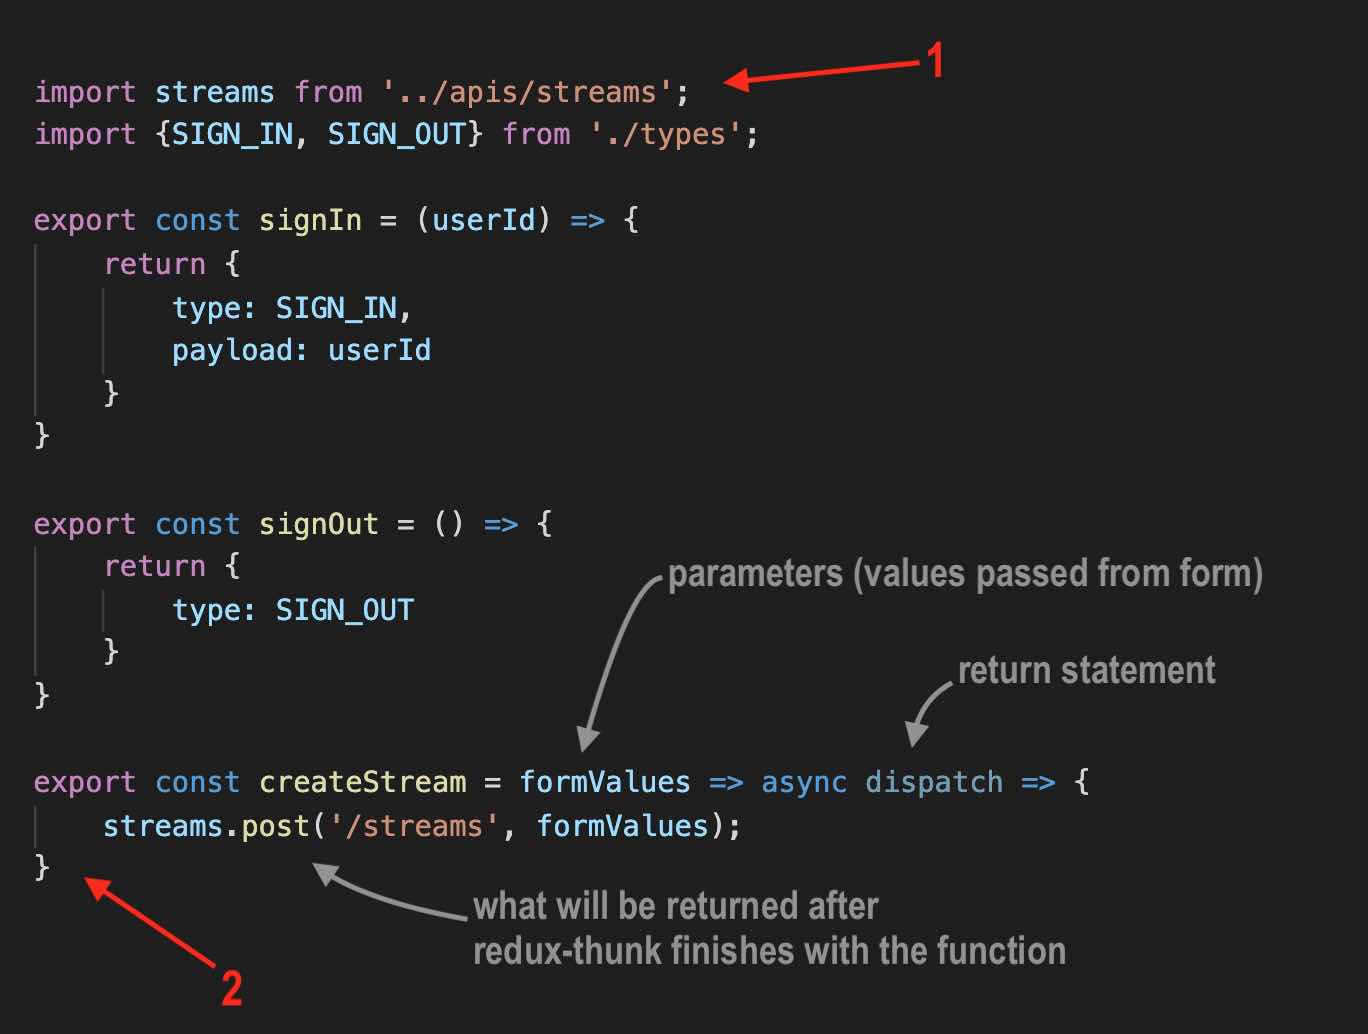 1
import streams from '../apis/streams';
import {SIGN_IN, SIGN_OUT} from './types';
export const signIn = (userId) => {
return {
type: SIGN_IN,
payload: userId
}
}
export const signOut = () => {
return {
type: SIGN_OUT
}
}
parameters (values passed from form)
return statement
export const createStream = formValues => async dispatch => {
streams.post('/streams', formValues);
}
what will be returned after
redux-thunk finishes with the function
2